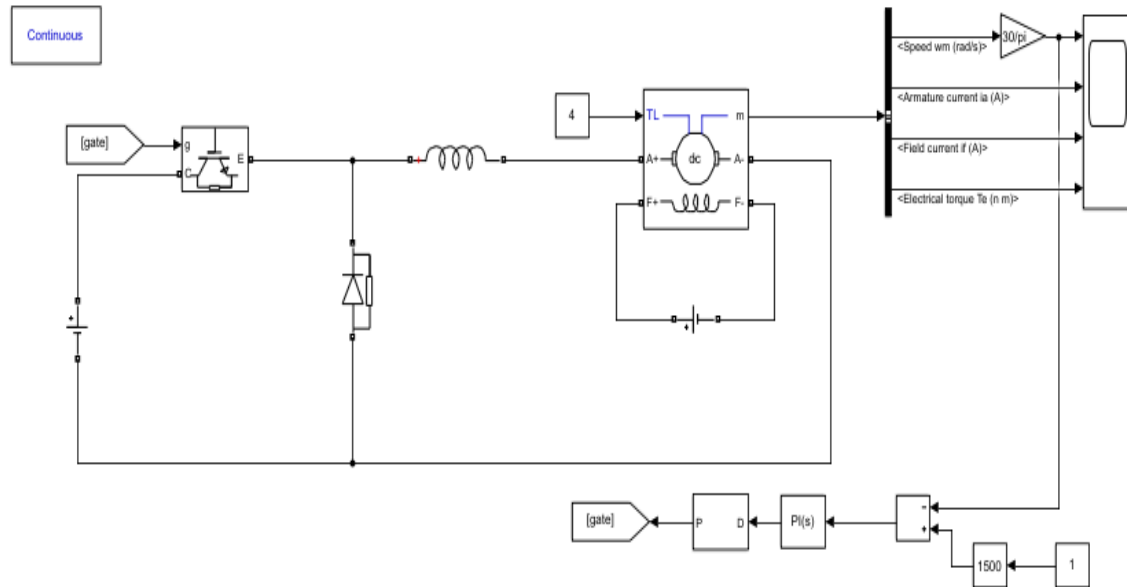 Continuous
30/pi
<Speed wm (rad/s)>
4
TL
m
<Armature current ia (A)>
[gate]
g
C
E
<Field current if (A)>
A+
dc
A-
<Electrical torque Te (n m)>
F+
F-
+
+
+
[gate]
P
D
PI(s)
-
+
1500
1